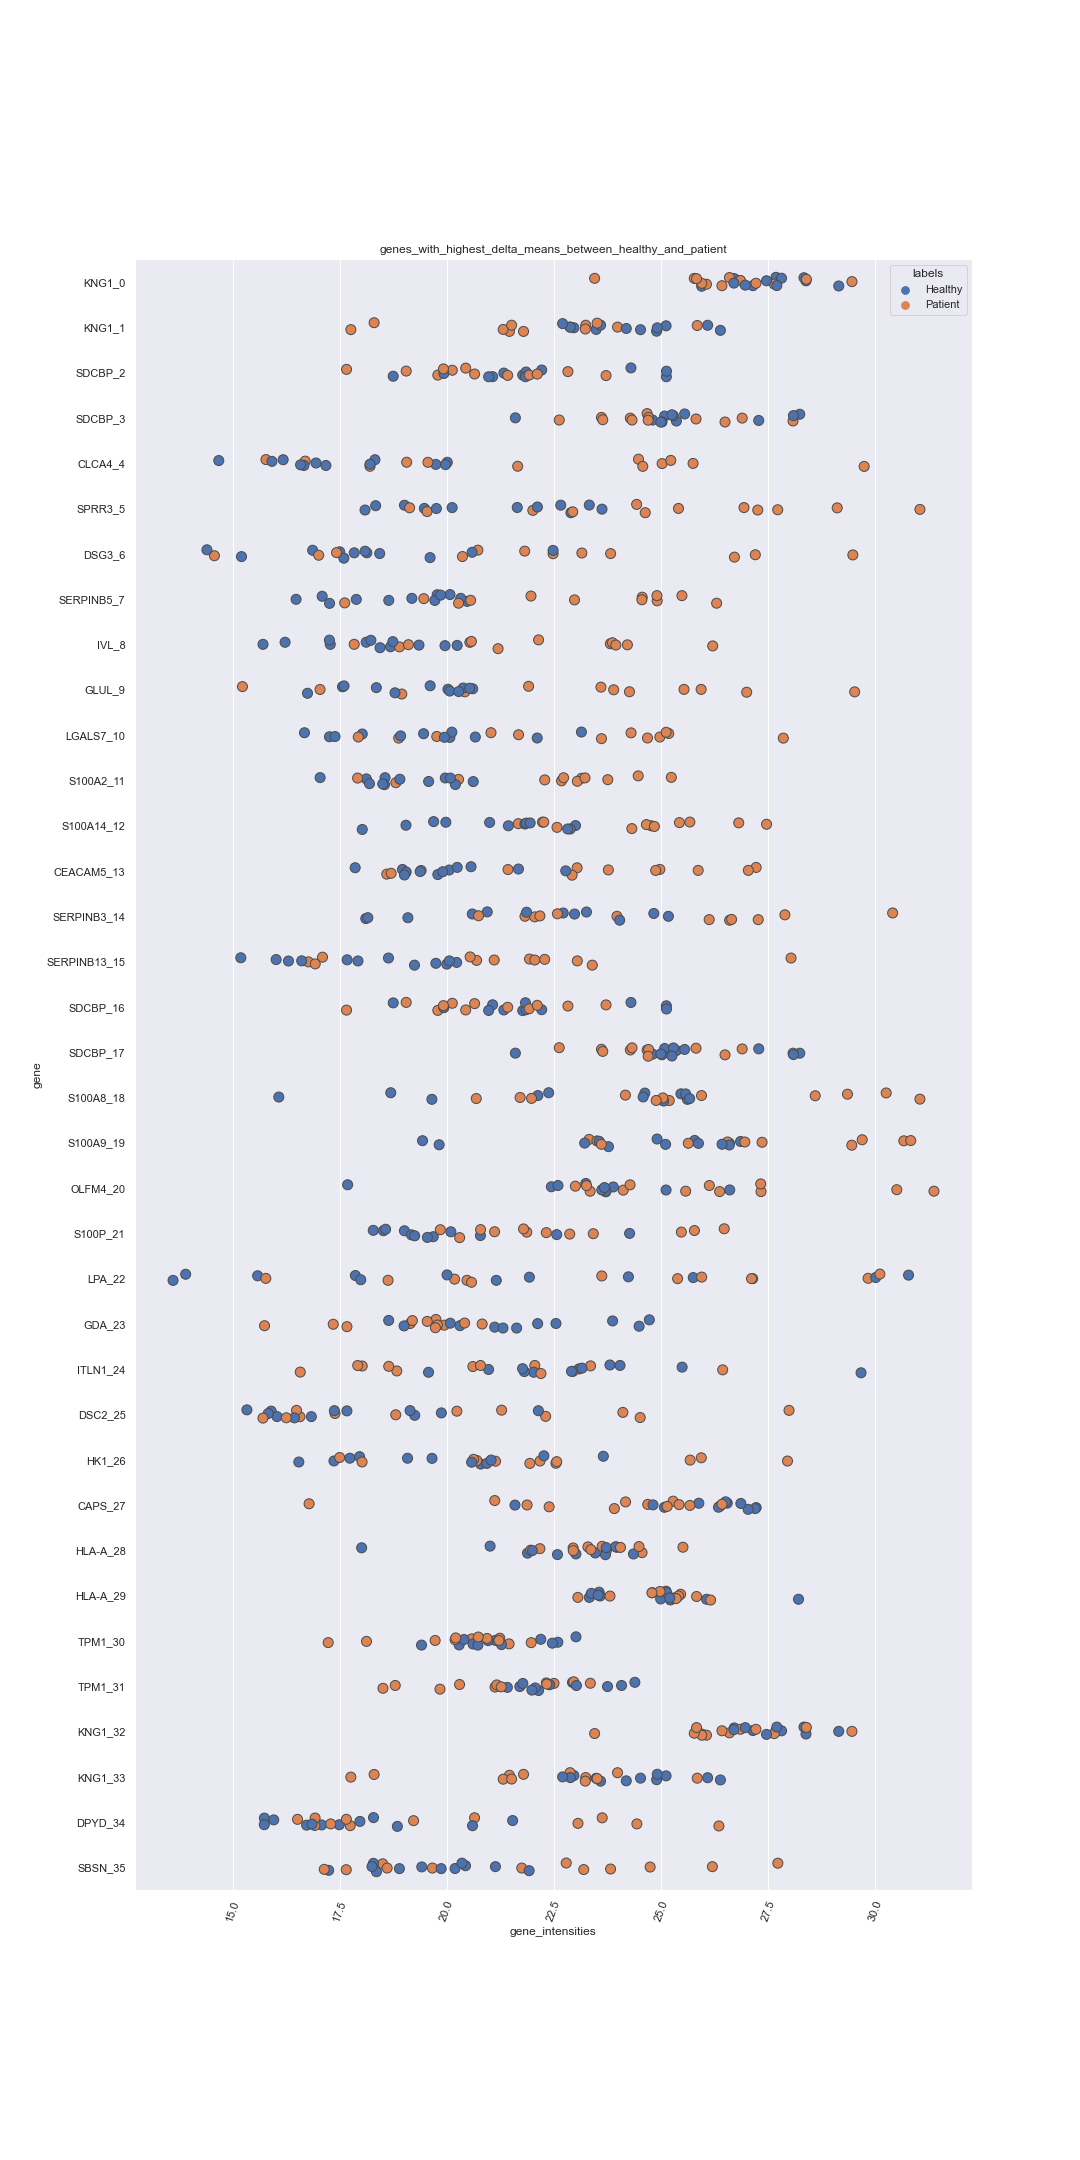 genes_with_highest_delta_means_between_healthy_and_patient
labels
Healthy
Patient
KNG1_0
KNG1_1
SDCBP_2
SDCBP_3
CLCA4_4
SPRR3_5
DSG3_6
SERPINB5_7
IVL_8
GLUL_9
LGALS7_10
S100A2_11
S100A14_12
CEACAM5_13
SERPINB3_14
SERPINB13_15
SDCBP_16
SDCBP_17
S100A8_18
S100A9_19
OLFM4_20
S100P_21
LPA_22
GDA_23
ITLN1_24
DSC2_25
HK1_26
CAPS_27
HLA-A_28
HLA-A_29
TPM1_30
TPM1_31
KNG1_32
KNG1_33
DPYD_34
SBSN_35
gene
15.0 17.5 20.0 22.5 25.0 27.5 30.0
gene_intensities